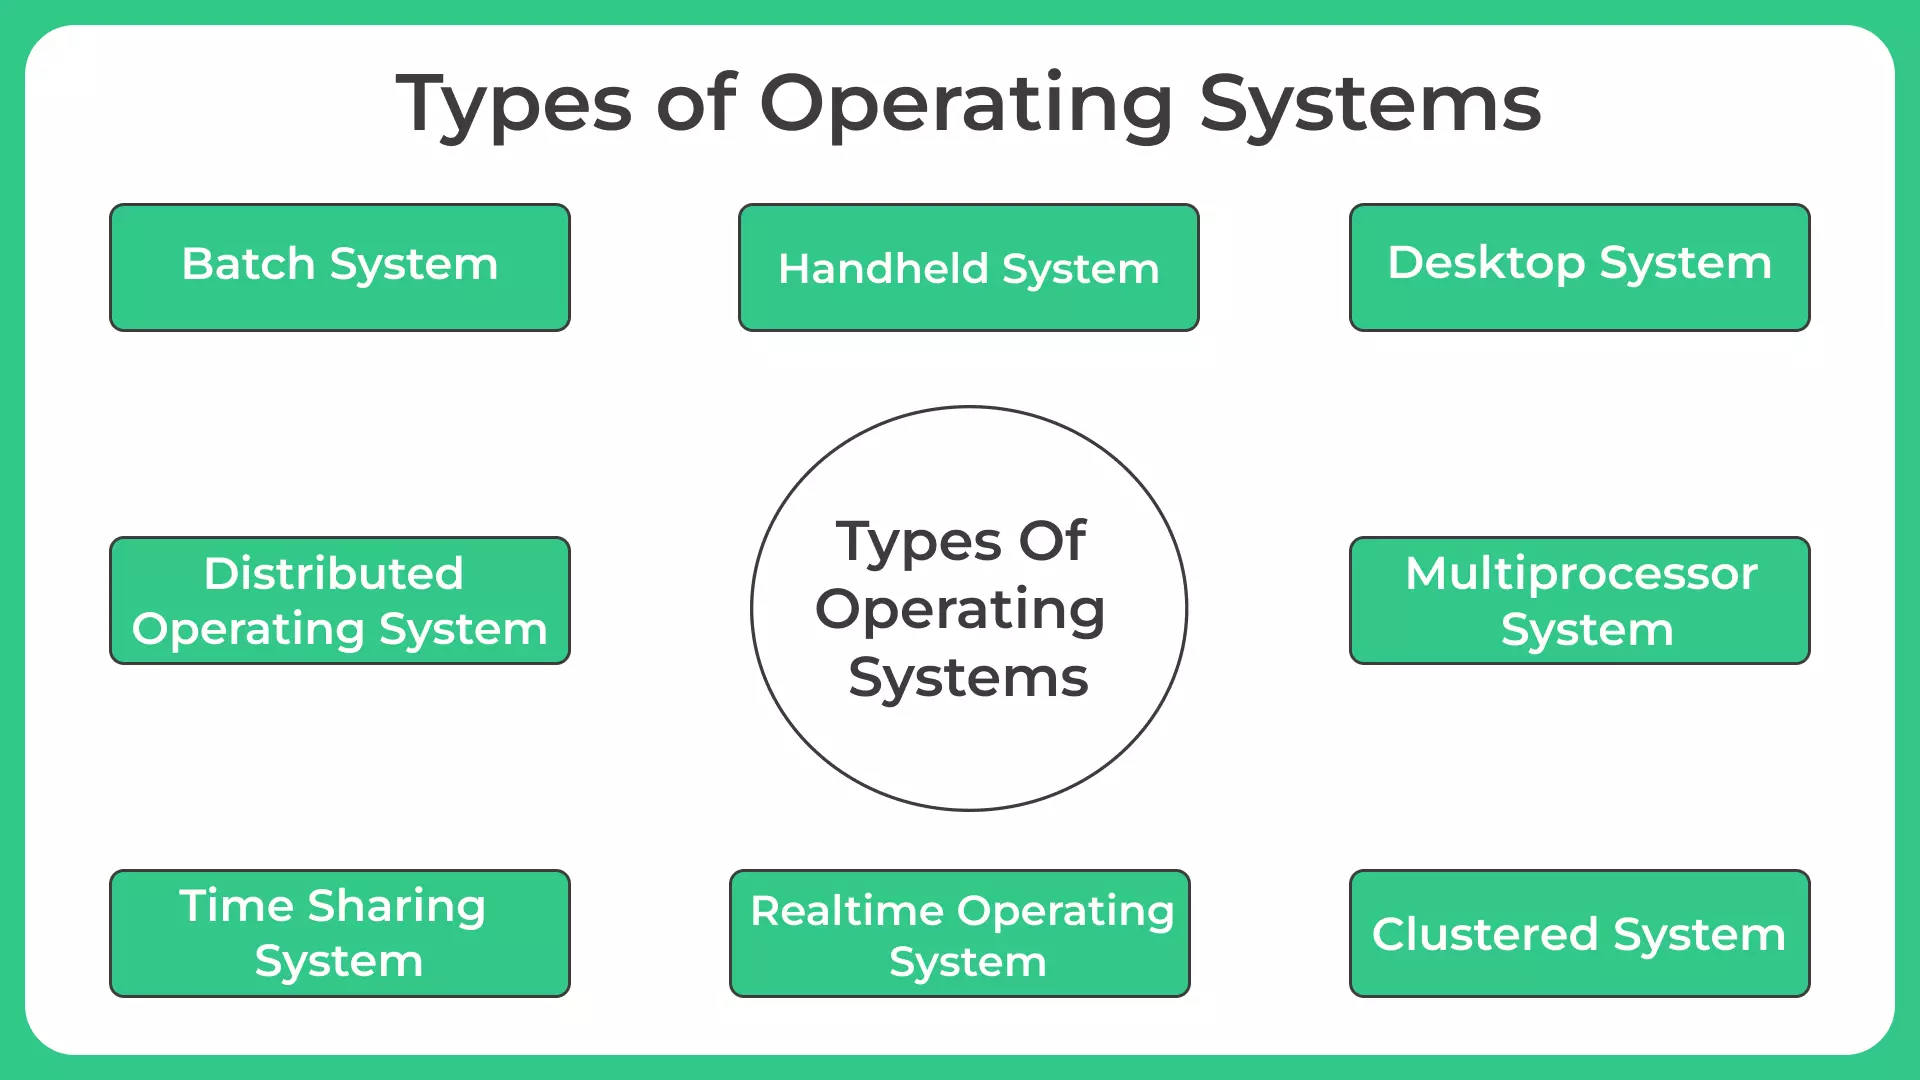 Types of Operating Systems
Batch System
Handheld System
Desktop System
Distributed
Operating System
Types Of
Operating
Systems
Multiprocessor
System
Time Sharing
System
Realtime Operating
System
Clustered System